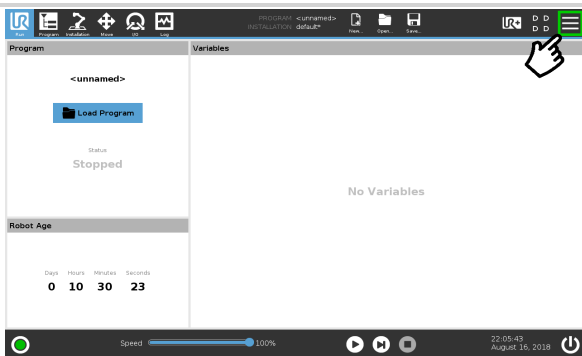 UR
Run Program Installation Move I/O Log
PROGRAM <unnamed>
INSTALLATION default*
New... Open... Save...
UR+
D D
D D
Program
<unnamed>
Load Program
Status
Stopped
Variables
No Variables
Robot Age
Days Hours Minutes Seconds
0 10 30 23
Speed 100%
22:05:43
August 16, 2018